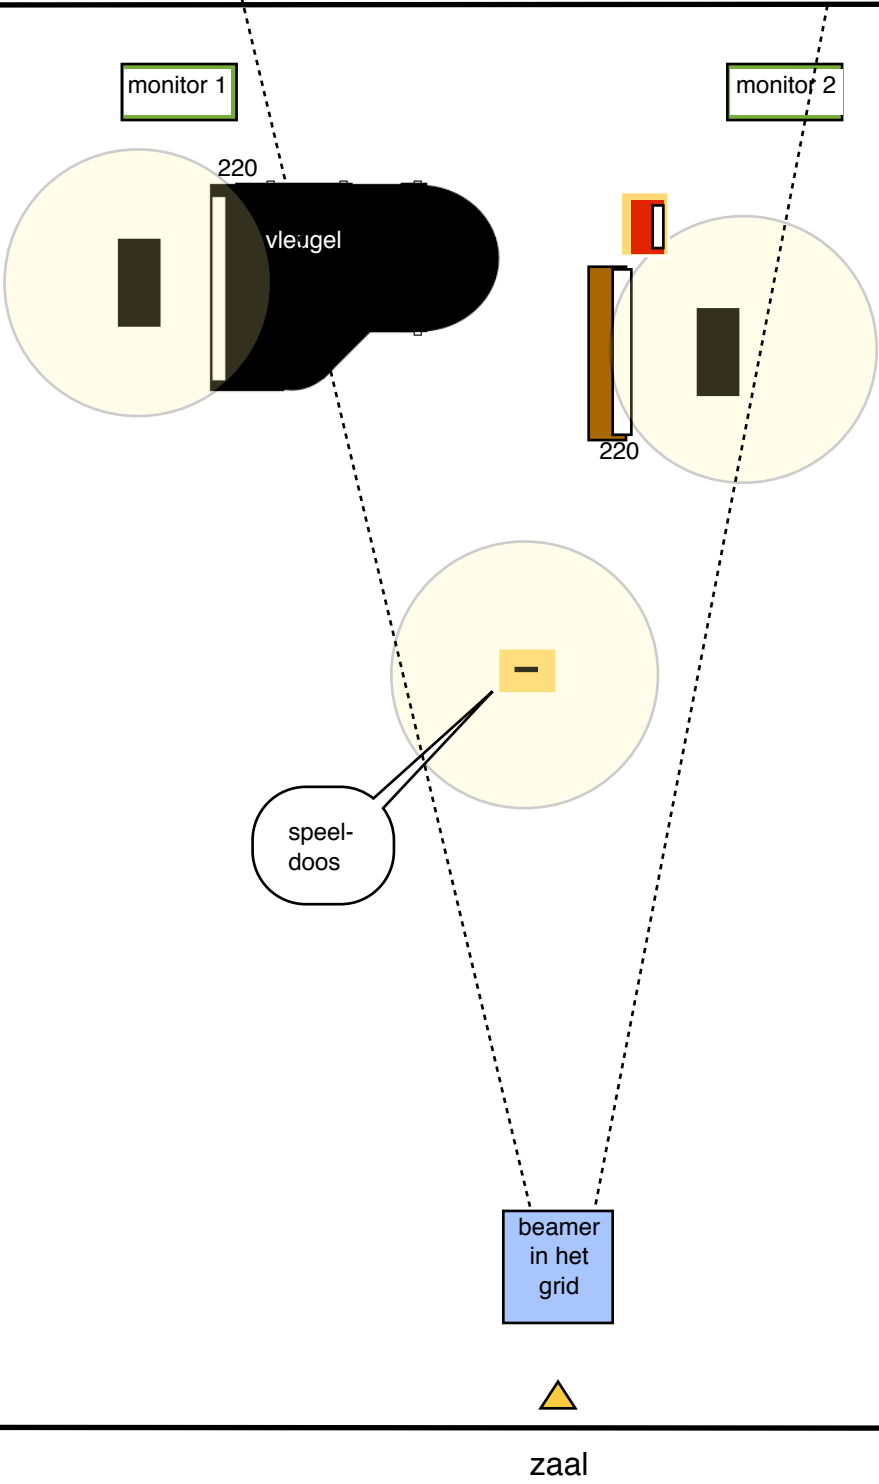 monitor 1
monitor 2
220
vleugel
220
speel-
doos
beamer
in het
grid
zaal